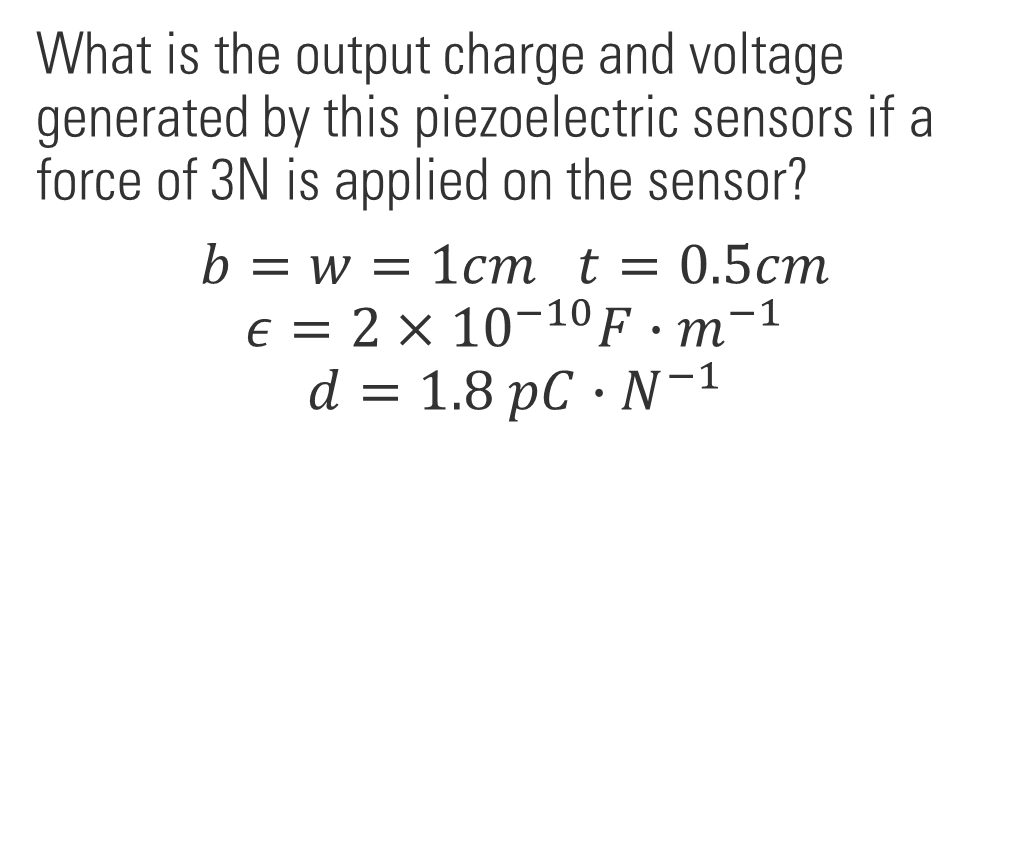 What is the output charge and voltage
generated by this piezoelectric sensors if a
force of 3N is applied on the sensor?
b = w = 1cm t = 0.5cm
ϵ = 2 × 10⁻¹⁰F · m⁻¹
d = 1.8 pC · N⁻¹